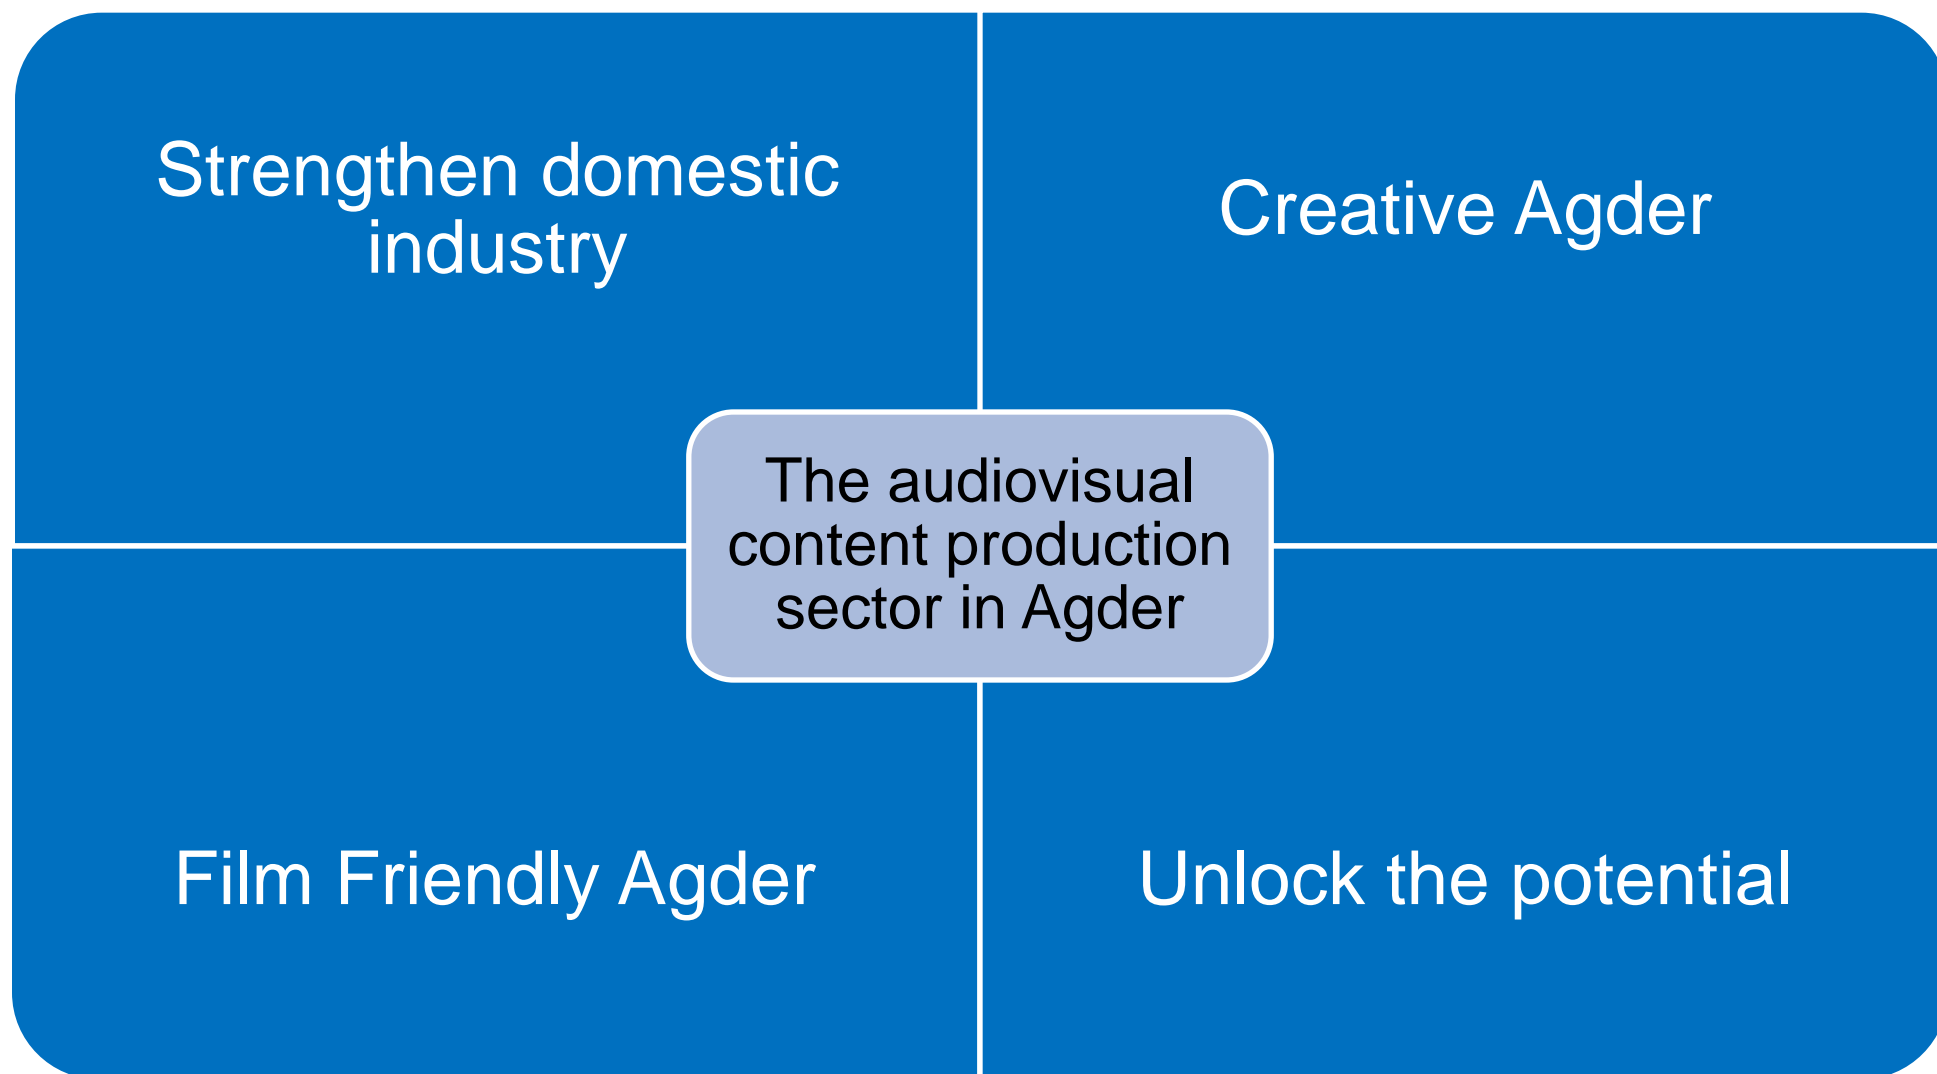 Strengthen domestic
industry
Creative Agder
The audiovisual
content production
sector in Agder
Film Friendly Agder
Unlock the potential